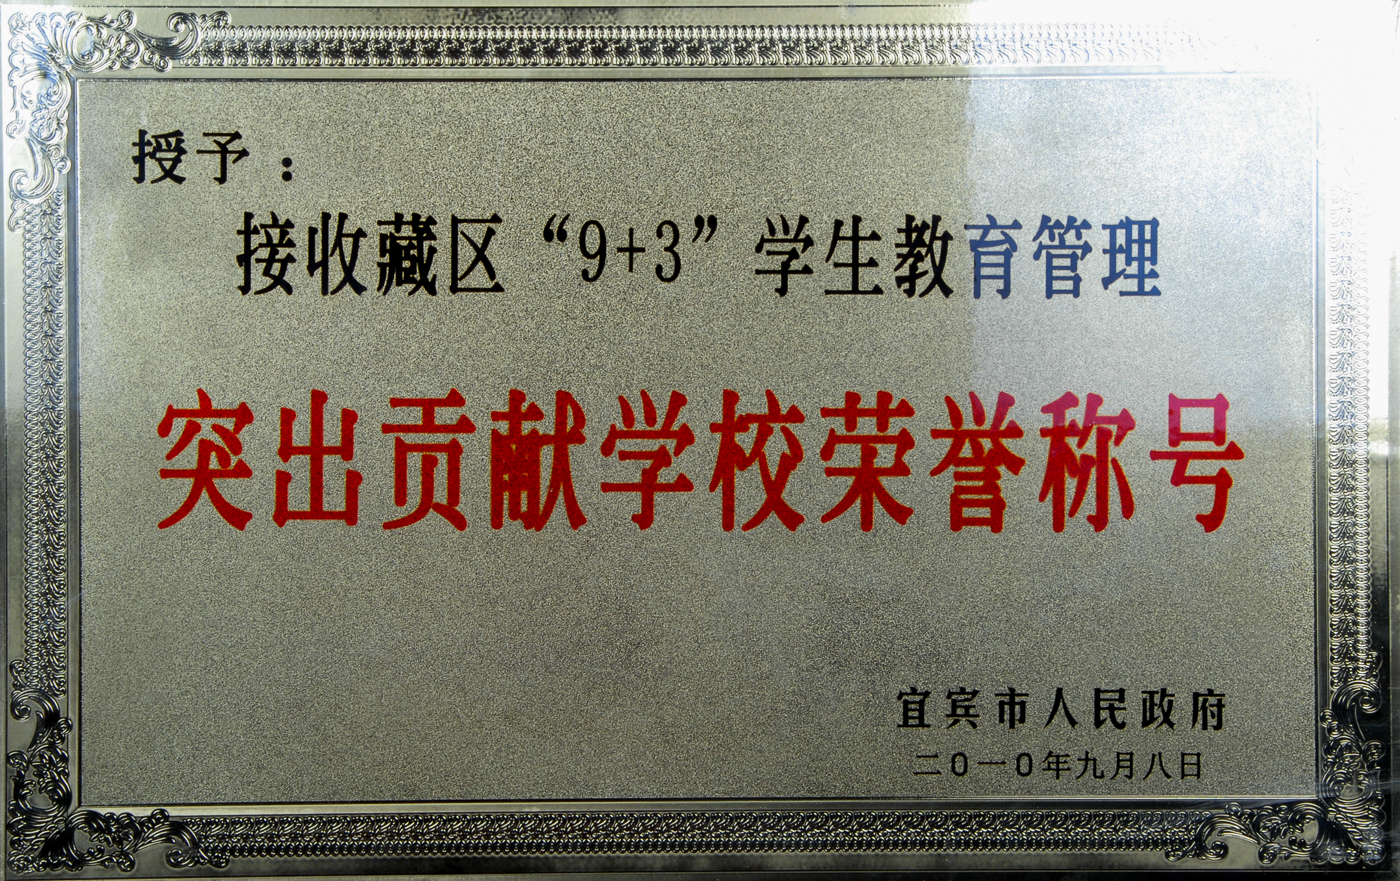 授予：
接收藏区“9+3”学生教育管理
突出贡献学校荣誉称号
宜宾市人民政府
二0一0年九月八日